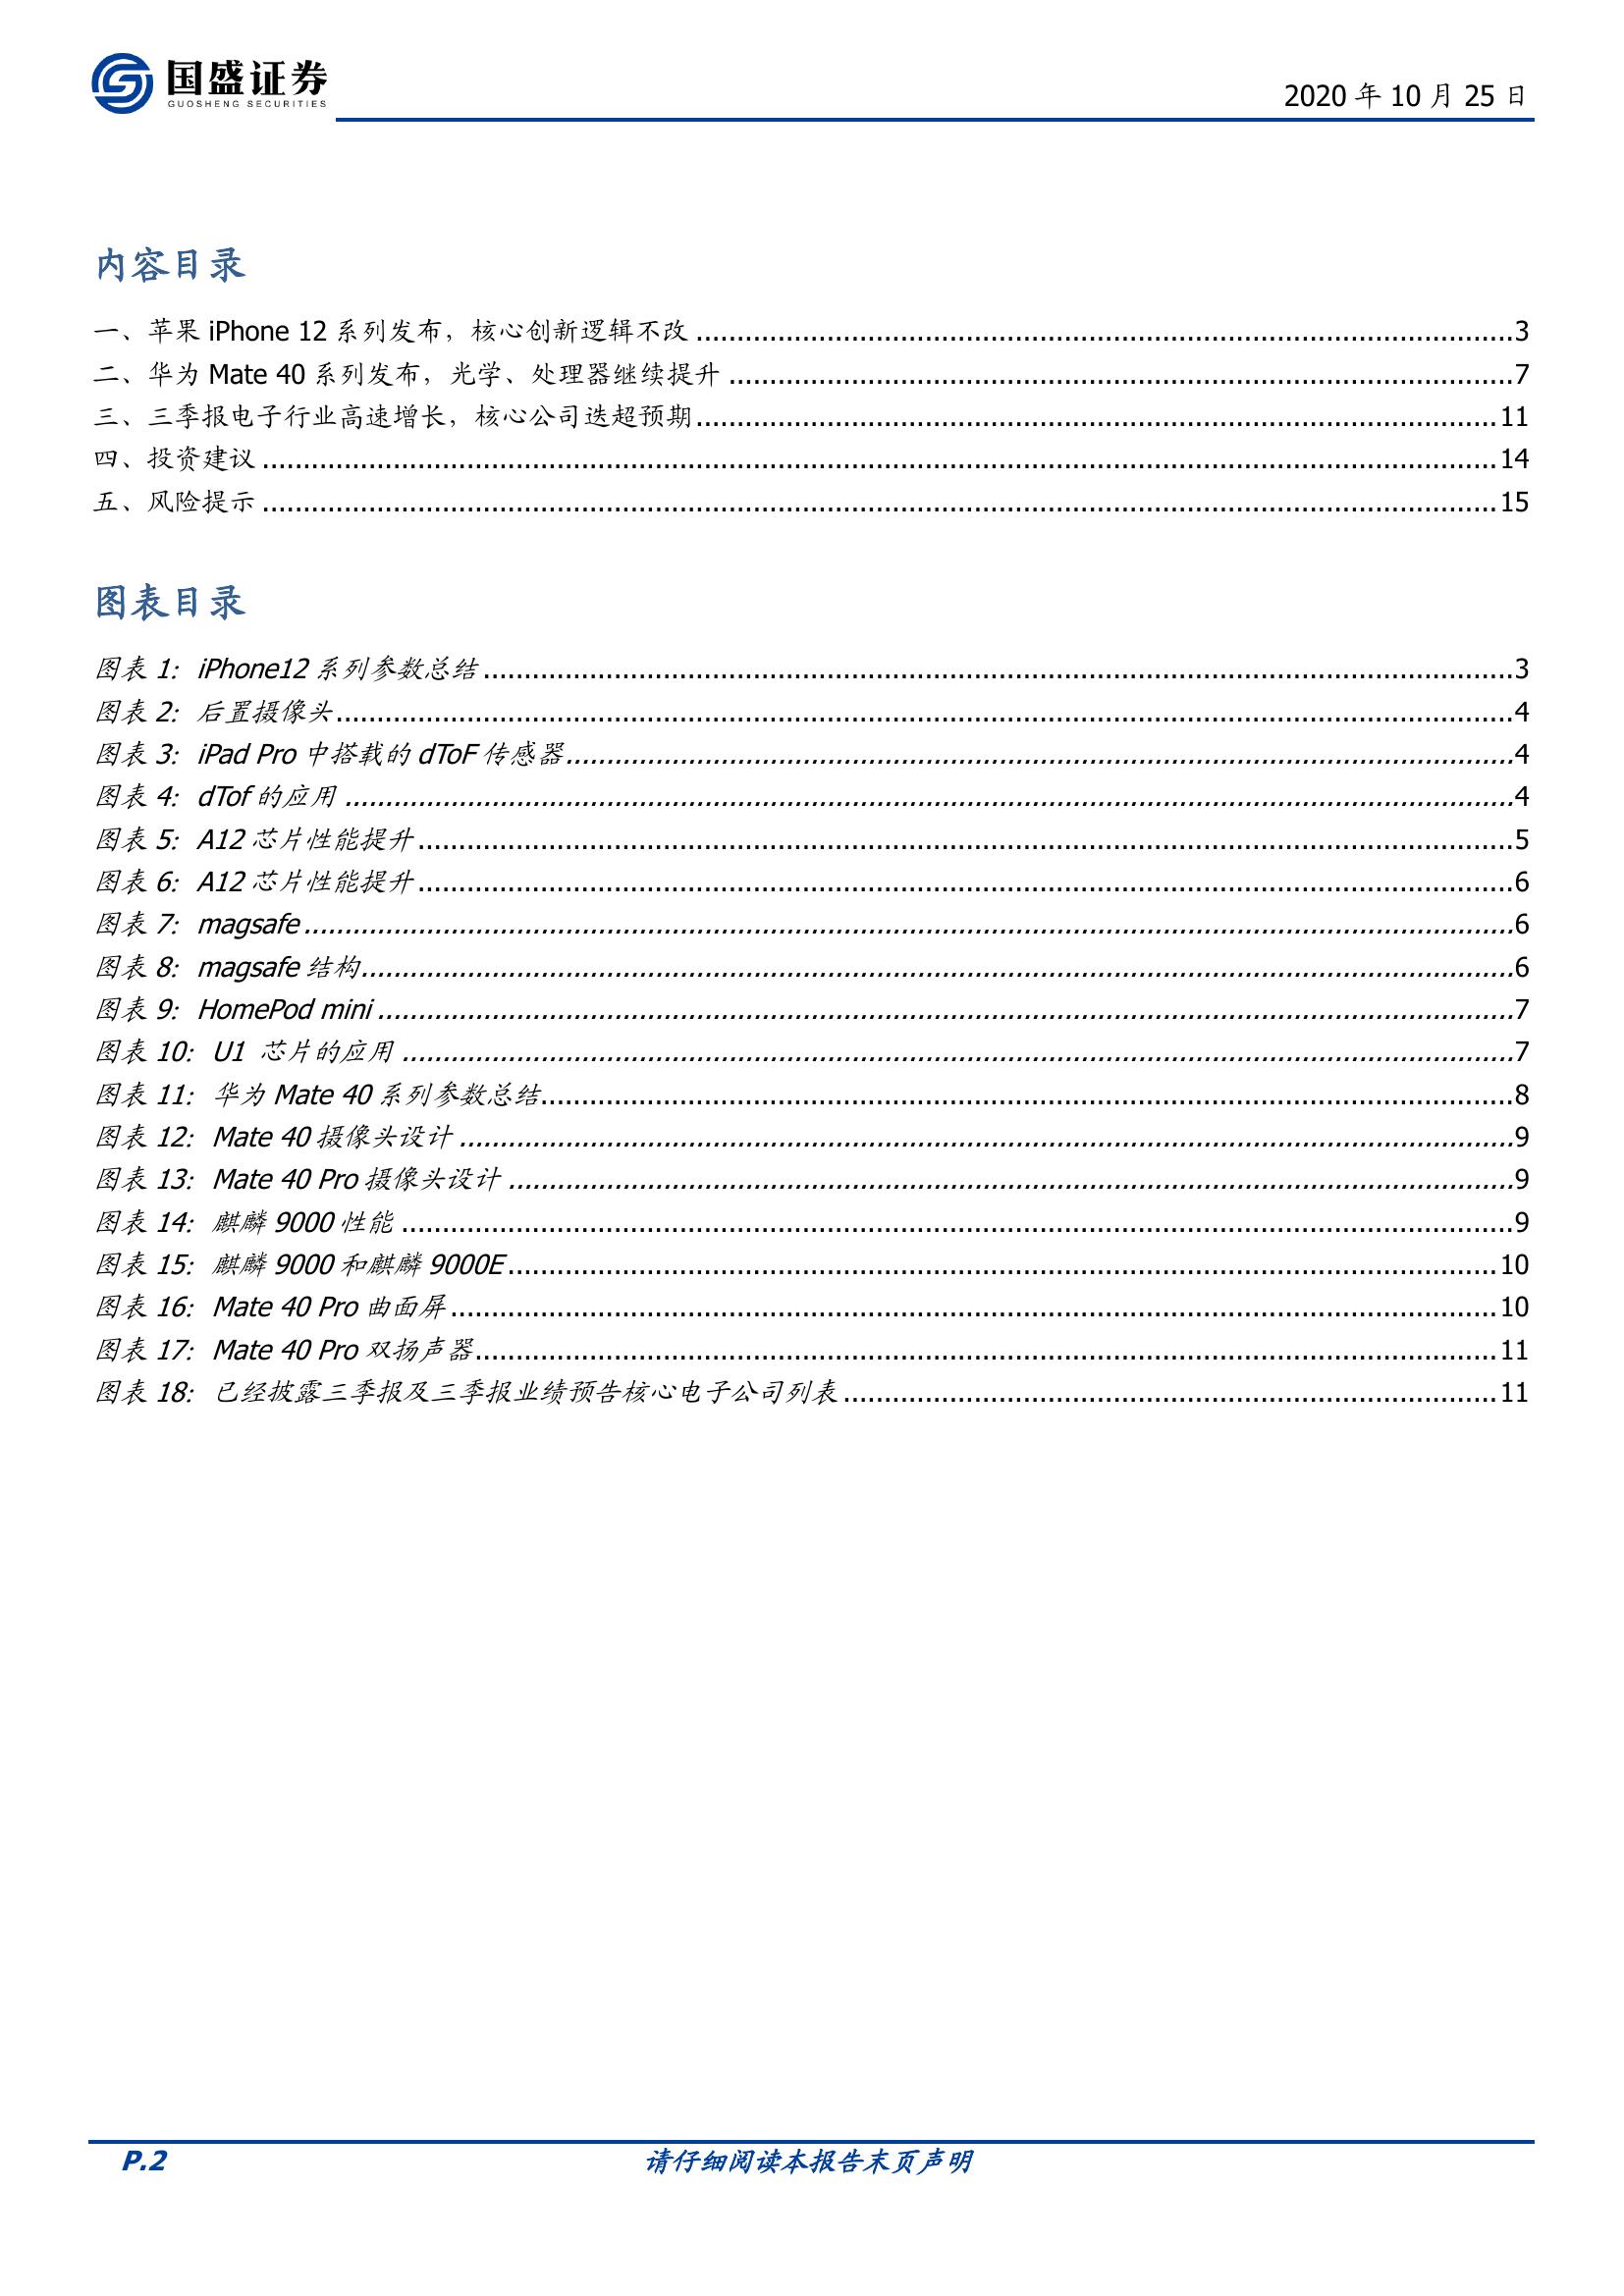 国盛证券
GUOSHENG SECURITIES
2020 年 10 月 25 日
内容目录
一、苹果 iPhone 12 系列发布，核心创新逻辑不改 ........ 3
二、华为 Mate 40 系列发布，光学、处理器继续提升 ........ 7
三、三季报电子行业高速增长，核心公司迭超预期 ........ 11
四、投资建议 ........ 14
五、风险提示 ........ 15
图表目录
图表 1: iPhone12 系列参数总结 ........ 3
图表 2: 后置摄像头 ........ 4
图表 3: iPad Pro 中搭载的 dToF 传感器 ........ 4
图表 4: dTof 的应用 ........ 4
图表 5: A12 芯片性能提升 ........ 5
图表 6: A12 芯片性能提升 ........ 6
图表 7: magsafe ........ 6
图表 8: magsafe 结构 ........ 6
图表 9: HomePod mini ........ 7
图表 10: U1 芯片的应用 ........ 7
图表 11: 华为 Mate 40 系列参数总结 ........ 8
图表 12: Mate 40 摄像头设计 ........ 9
图表 13: Mate 40 Pro 摄像头设计 ........ 9
图表 14: 麒麟 9000 性能 ........ 9
图表 15: 麒麟 9000 和麒麟 9000E ........ 10
图表 16: Mate 40 Pro 曲面屏 ........ 10
图表 17: Mate 40 Pro 双扬声器 ........ 11
图表 18: 已经披露三季报及三季报业绩预告核心电子公司列表 ........ 11
P.2
请仔细阅读本报告末页声明